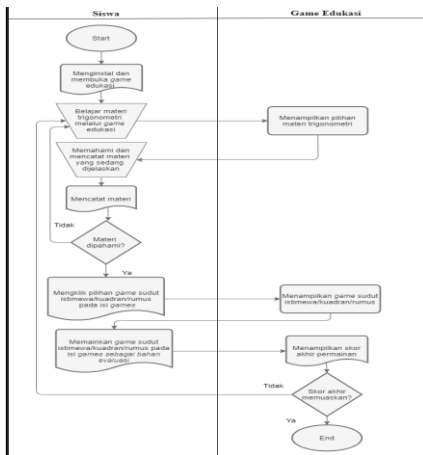 Siswa
Game Edukasi
Start
Menginstal dan
membuka game
edukasi
Belajar materi
trigonometri
melalui game
edukasi
Menampilkan pilihan
materi trigonometri
Memahami dan
mencatat materi
yang sedang
dijelaskan
Mencatat materi
Tidak
Materi
dipahami?
Ya
Mengklik pilihan game sudut
istimewa/kuadran/rumus
pada isi games
Menampilkan game sudut
istimewa/kuadran/rumus
Memainkan game sudut
istimewa/kuadran/rumus pada
isi games sebagai bahan
evaluasi
Menampilkan skor
akhir permainan
Tidak
Skor akhir
memuaskan?
Ya
End